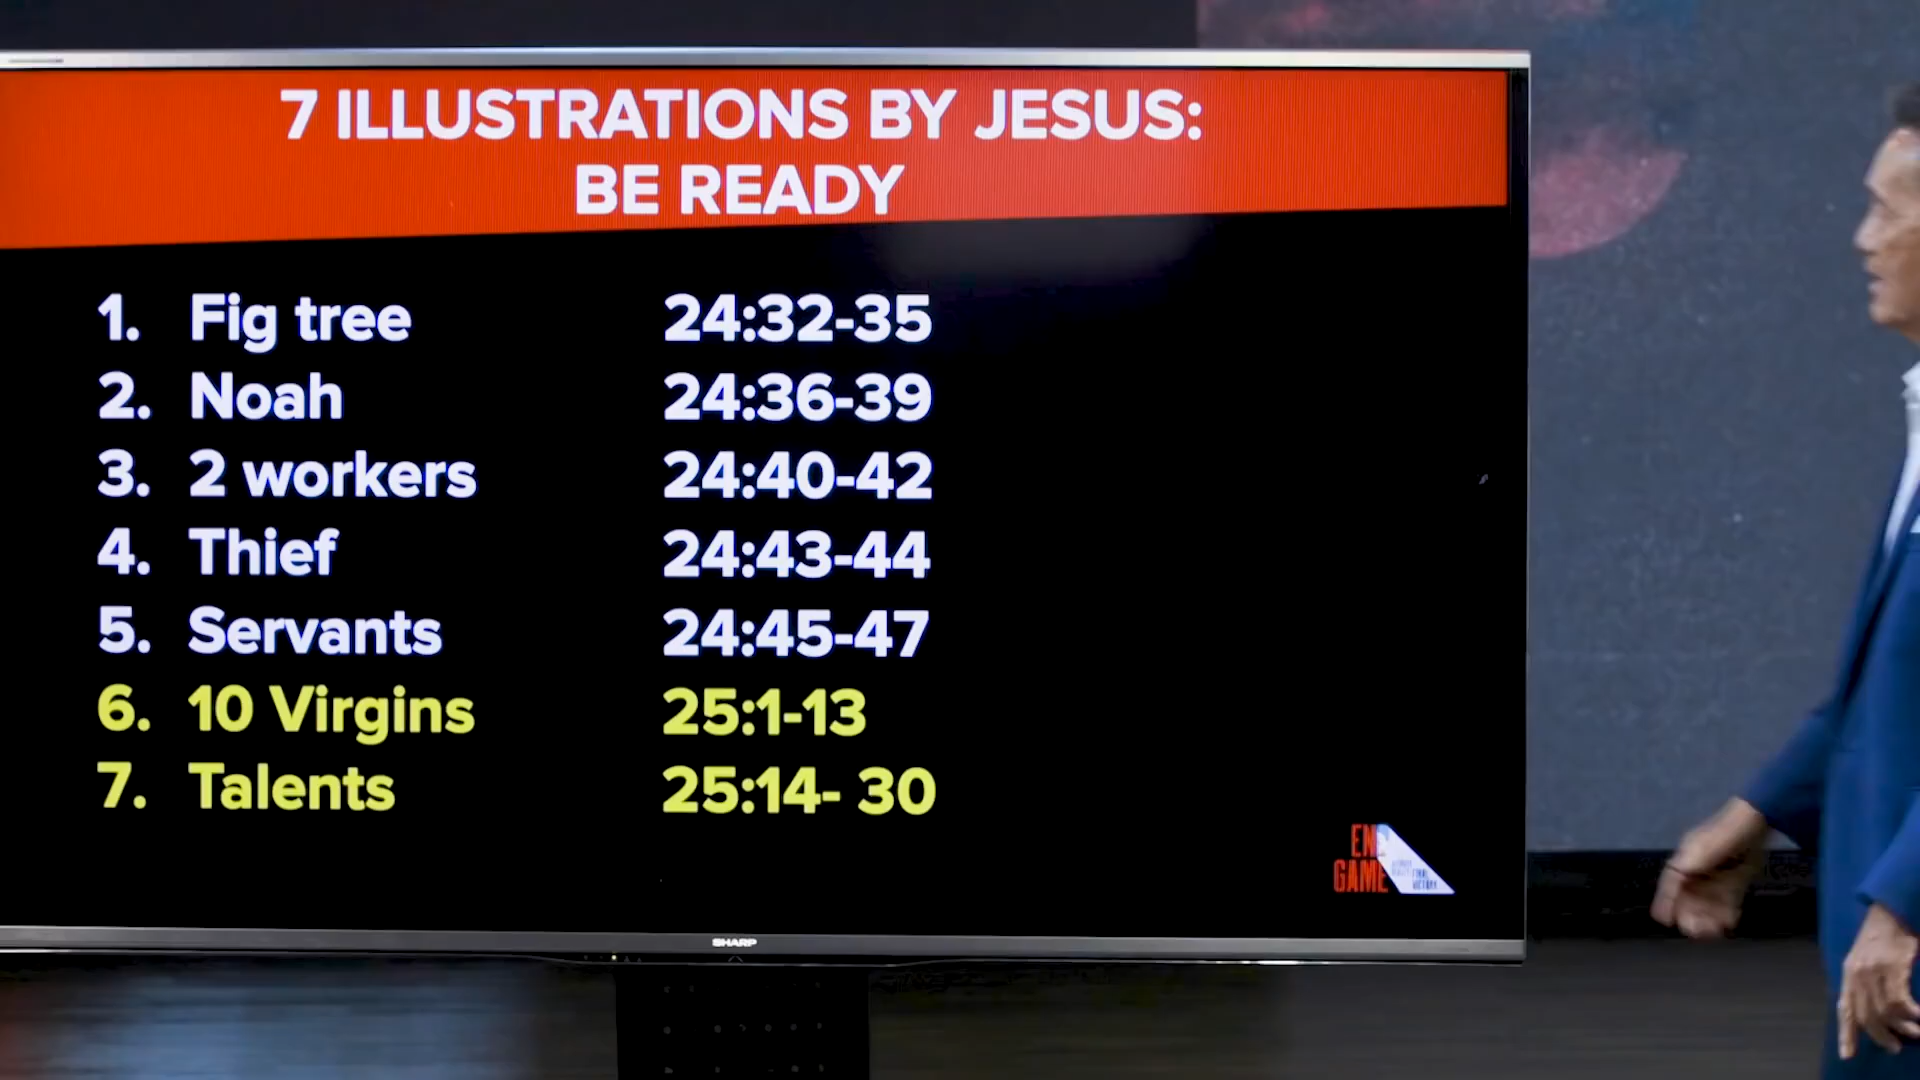 7 ILLUSTRATIONS BY JESUS:
BE READY
1. Fig tree 24:32-35
2. Noah 24:36-39
3. 2 workers 24:40-42
4. Thief 24:43-44
5. Servants 24:45-47
6. 10 Virgins 25:1-13
7. Talents 25:14- 30
GAME
SHARP